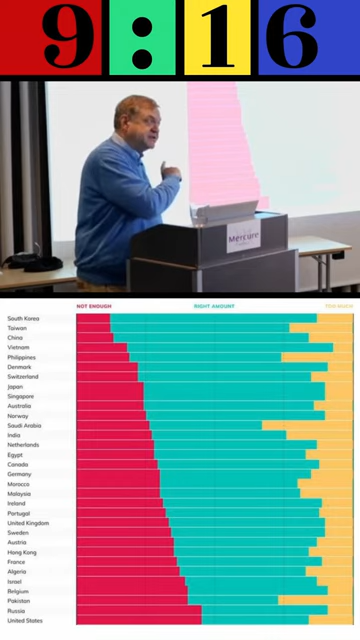 9:16
Mercure
NOT ENOUGH RIGHT AMOUNT TOO MUCH
South Korea
Taiwan
China
Vietnam
Philippines
Denmark
Switzerland
Japan
Singapore
Australia
Norway
Saudi Arabia
India
Netherlands
Egypt
Canada
Germany
Morocco
Malaysia
Ireland
Portugal
United Kingdom
Sweden
Austria
Hong Kong
France
Algeria
Israel
Belgium
Pakistan
Russia
United States